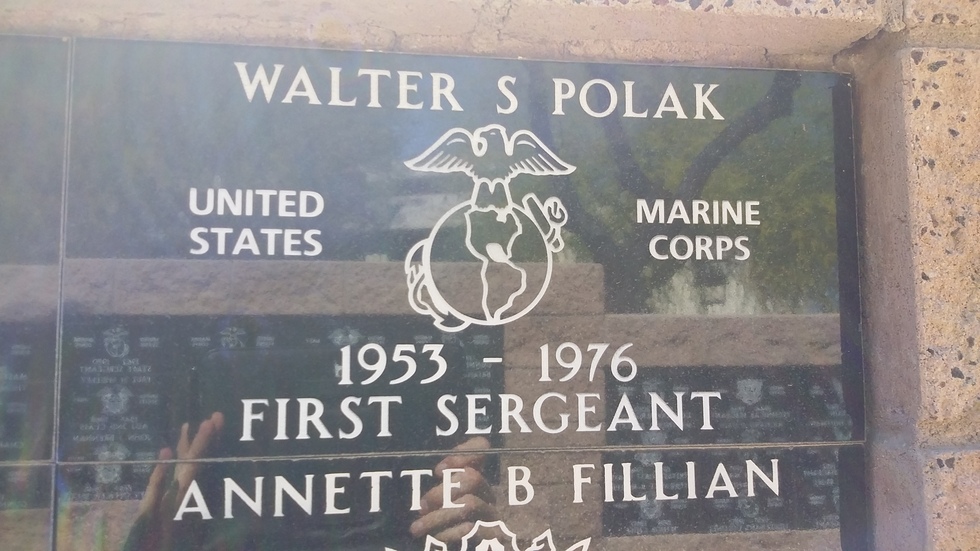 WALTER S POLAK
UNITED STATES
MARINE CORPS
1953 - 1976
FIRST SERGEANT
ANNETTE B FILLIAN